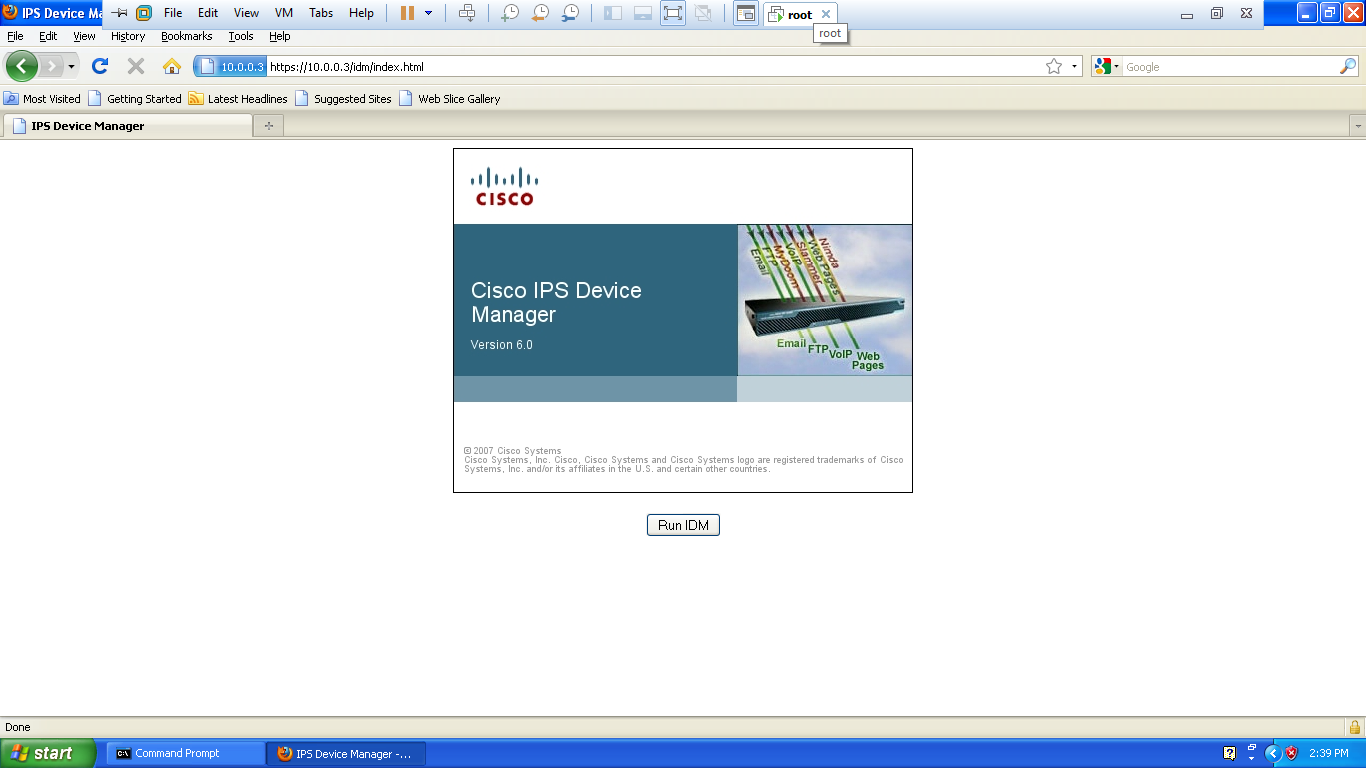 IPS Device Ma
File Edit View VM Tabs Help
root
root
File Edit View History Bookmarks Tools Help
10.0.0.3 https://10.0.0.3/idm/index.html
Google
Most Visited Getting Started Latest Headlines Suggested Sites Web Slice Gallery
IPS Device Manager
CISCO
Cisco IPS Device
Manager
Version 6.0
Email
FTP
MyDoom
VoIP
Slammer
Web Pages
Nimda
Email
FTP
VoIP
Web
Pages
© 2007 Cisco Systems
Cisco Systems, Inc. Cisco, Cisco Systems and Cisco Systems logo are registered trademarks of Cisco
Systems, Inc. and/or its affiliates in the U.S. and certain other countries.
Run IDM
Done
start
Command Prompt
IPS Device Manager -...
2:39 PM